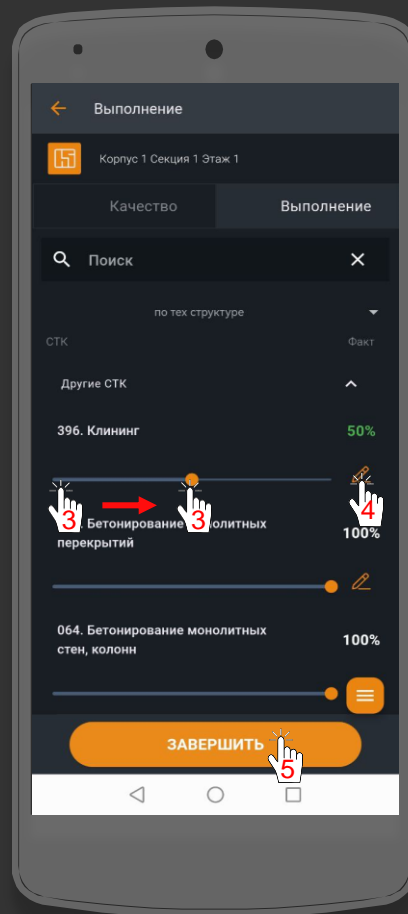 Выполнение
Корпус 1 Секция 1 Этаж 1
Качество Выполнение
Поиск
по тех структуре
СТК Факт
Другие СТК
396. Клининг 50%
3 3 4
Бетонирование монолитных
перекрытий 100%
064. Бетонирование монолитных
стен, колонн 100%
ЗАВЕРШИТЬ
5